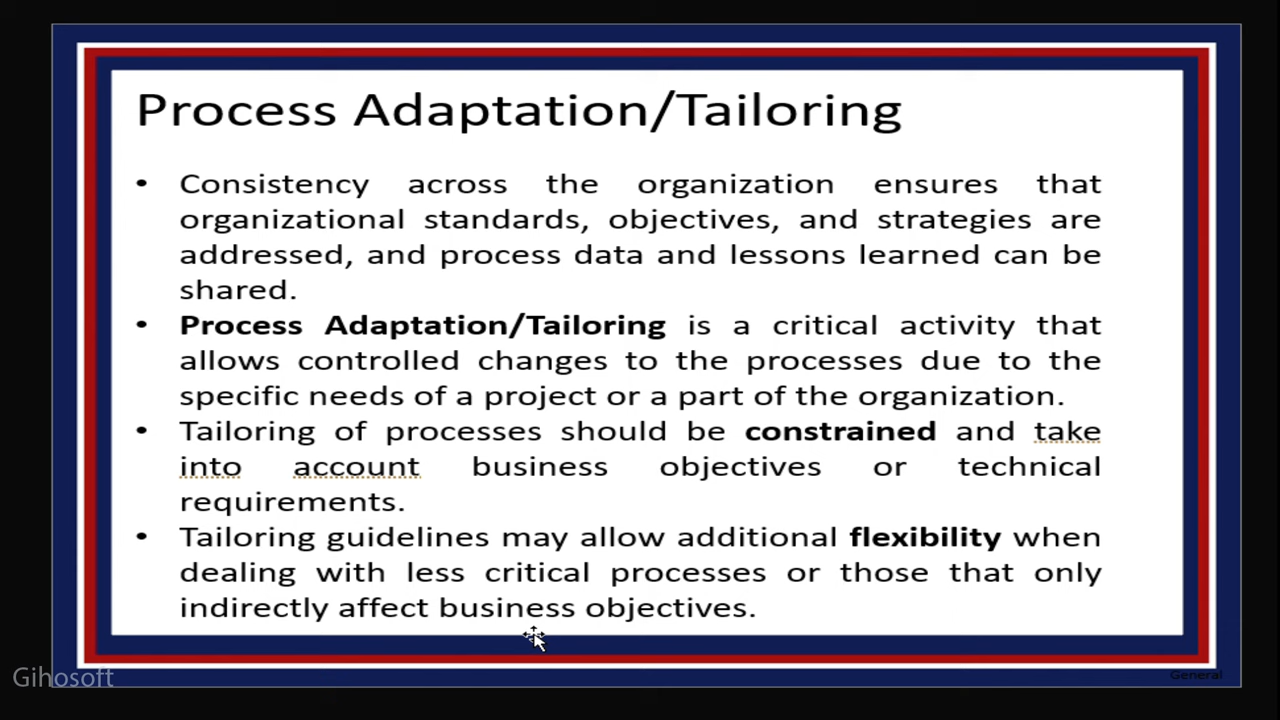 Process Adaptation/Tailoring
• Consistency across the organization ensures that
organizational standards, objectives, and strategies are
addressed, and process data and lessons learned can be
shared.
• Process Adaptation/Tailoring is a critical activity that
allows controlled changes to the processes due to the
specific needs of a project or a part of the organization.
• Tailoring of processes should be constrained and take
into account business objectives or technical
requirements.
• Tailoring guidelines may allow additional flexibility when
dealing with less critical processes or those that only
indirectly affect business objectives.
Gihosoft
General